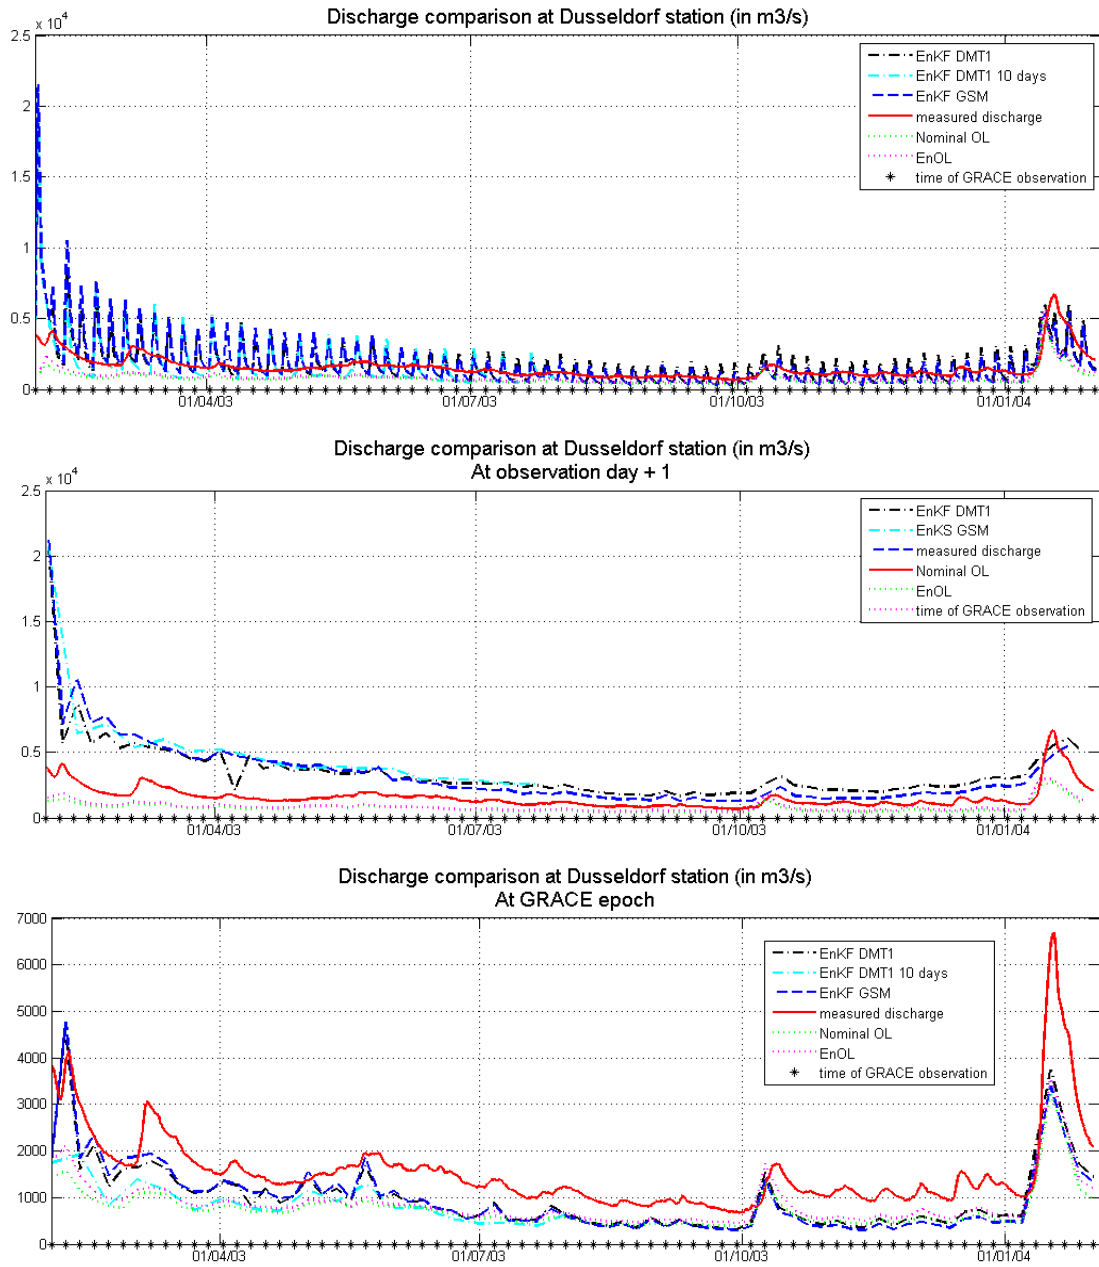 Discharge comparison at Dusseldorf station (in m3/s)
x 10^4
2.5
2
1.5
1
0.5
0
01/04/03
01/07/03
01/10/03
01/01/04
EnKF DMT1
EnKF DMT1 10 days
EnKF GSM
measured discharge
Nominal OL
EnOL
time of GRACE observation
Discharge comparison at Dusseldorf station (in m3/s)
At observation day + 1
x 10^4
2.5
2
1.5
1
0.5
0
01/04/03
01/07/03
01/10/03
01/01/04
EnKF DMT1
EnKS GSM
measured discharge
Nominal OL
EnOL
time of GRACE observation
Discharge comparison at Dusseldorf station (in m3/s)
At GRACE epoch
7000
6000
5000
4000
3000
2000
1000
0
01/04/03
01/07/03
01/10/03
01/01/04
EnKF DMT1
EnKF DMT1 10 days
EnKF GSM
measured discharge
Nominal OL
EnOL
time of GRACE observation